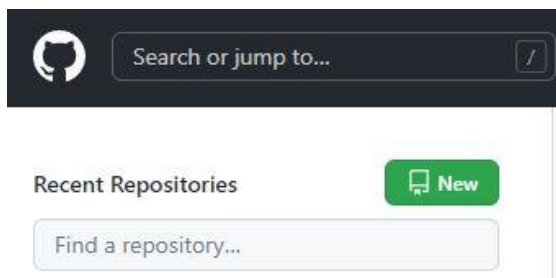 Search or jump to... /
Recent Repositories New
Find a repository...